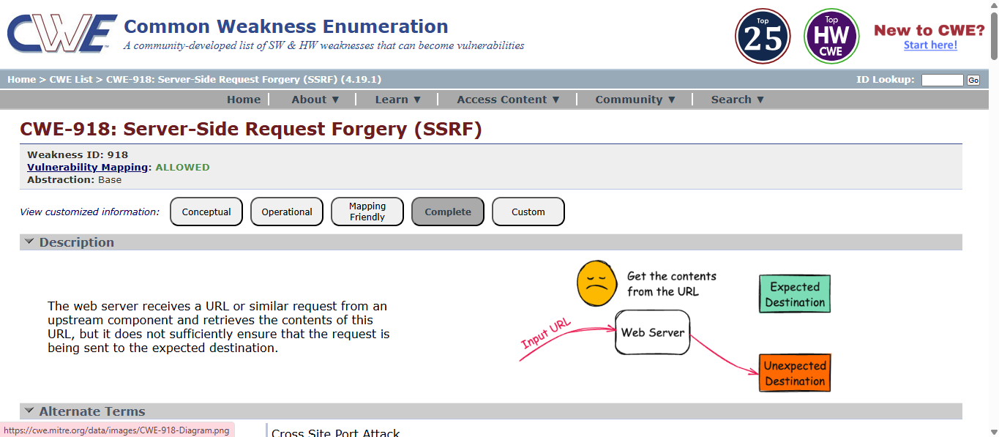 CWE
Common Weakness Enumeration
A community-developed list of SW & HW weaknesses that can become vulnerabilities
Top
25
Top
HW
CWE
New to CWE?
Start here!
Home > CWE List > CWE-918: Server-Side Request Forgery (SSRF) (4.19.1)
ID Lookup:
Go
Home
About ▼
Learn ▼
Access Content ▼
Community ▼
Search ▼
CWE-918: Server-Side Request Forgery (SSRF)
Weakness ID: 918
Vulnerability Mapping: ALLOWED
Abstraction: Base
View customized information:
Conceptual
Operational
Mapping
Friendly
Complete
Custom
Description
The web server receives a URL or similar request from an
upstream component and retrieves the contents of this
URL, but it does not sufficiently ensure that the request is
being sent to the expected destination.
Get the contents
from the URL
Input URL
Web Server
Expected
Destination
Unexpected
Destination
Alternate Terms
Cross Site Port Attack
https://cwe.mitre.org/data/images/CWE-918-Diagram.png